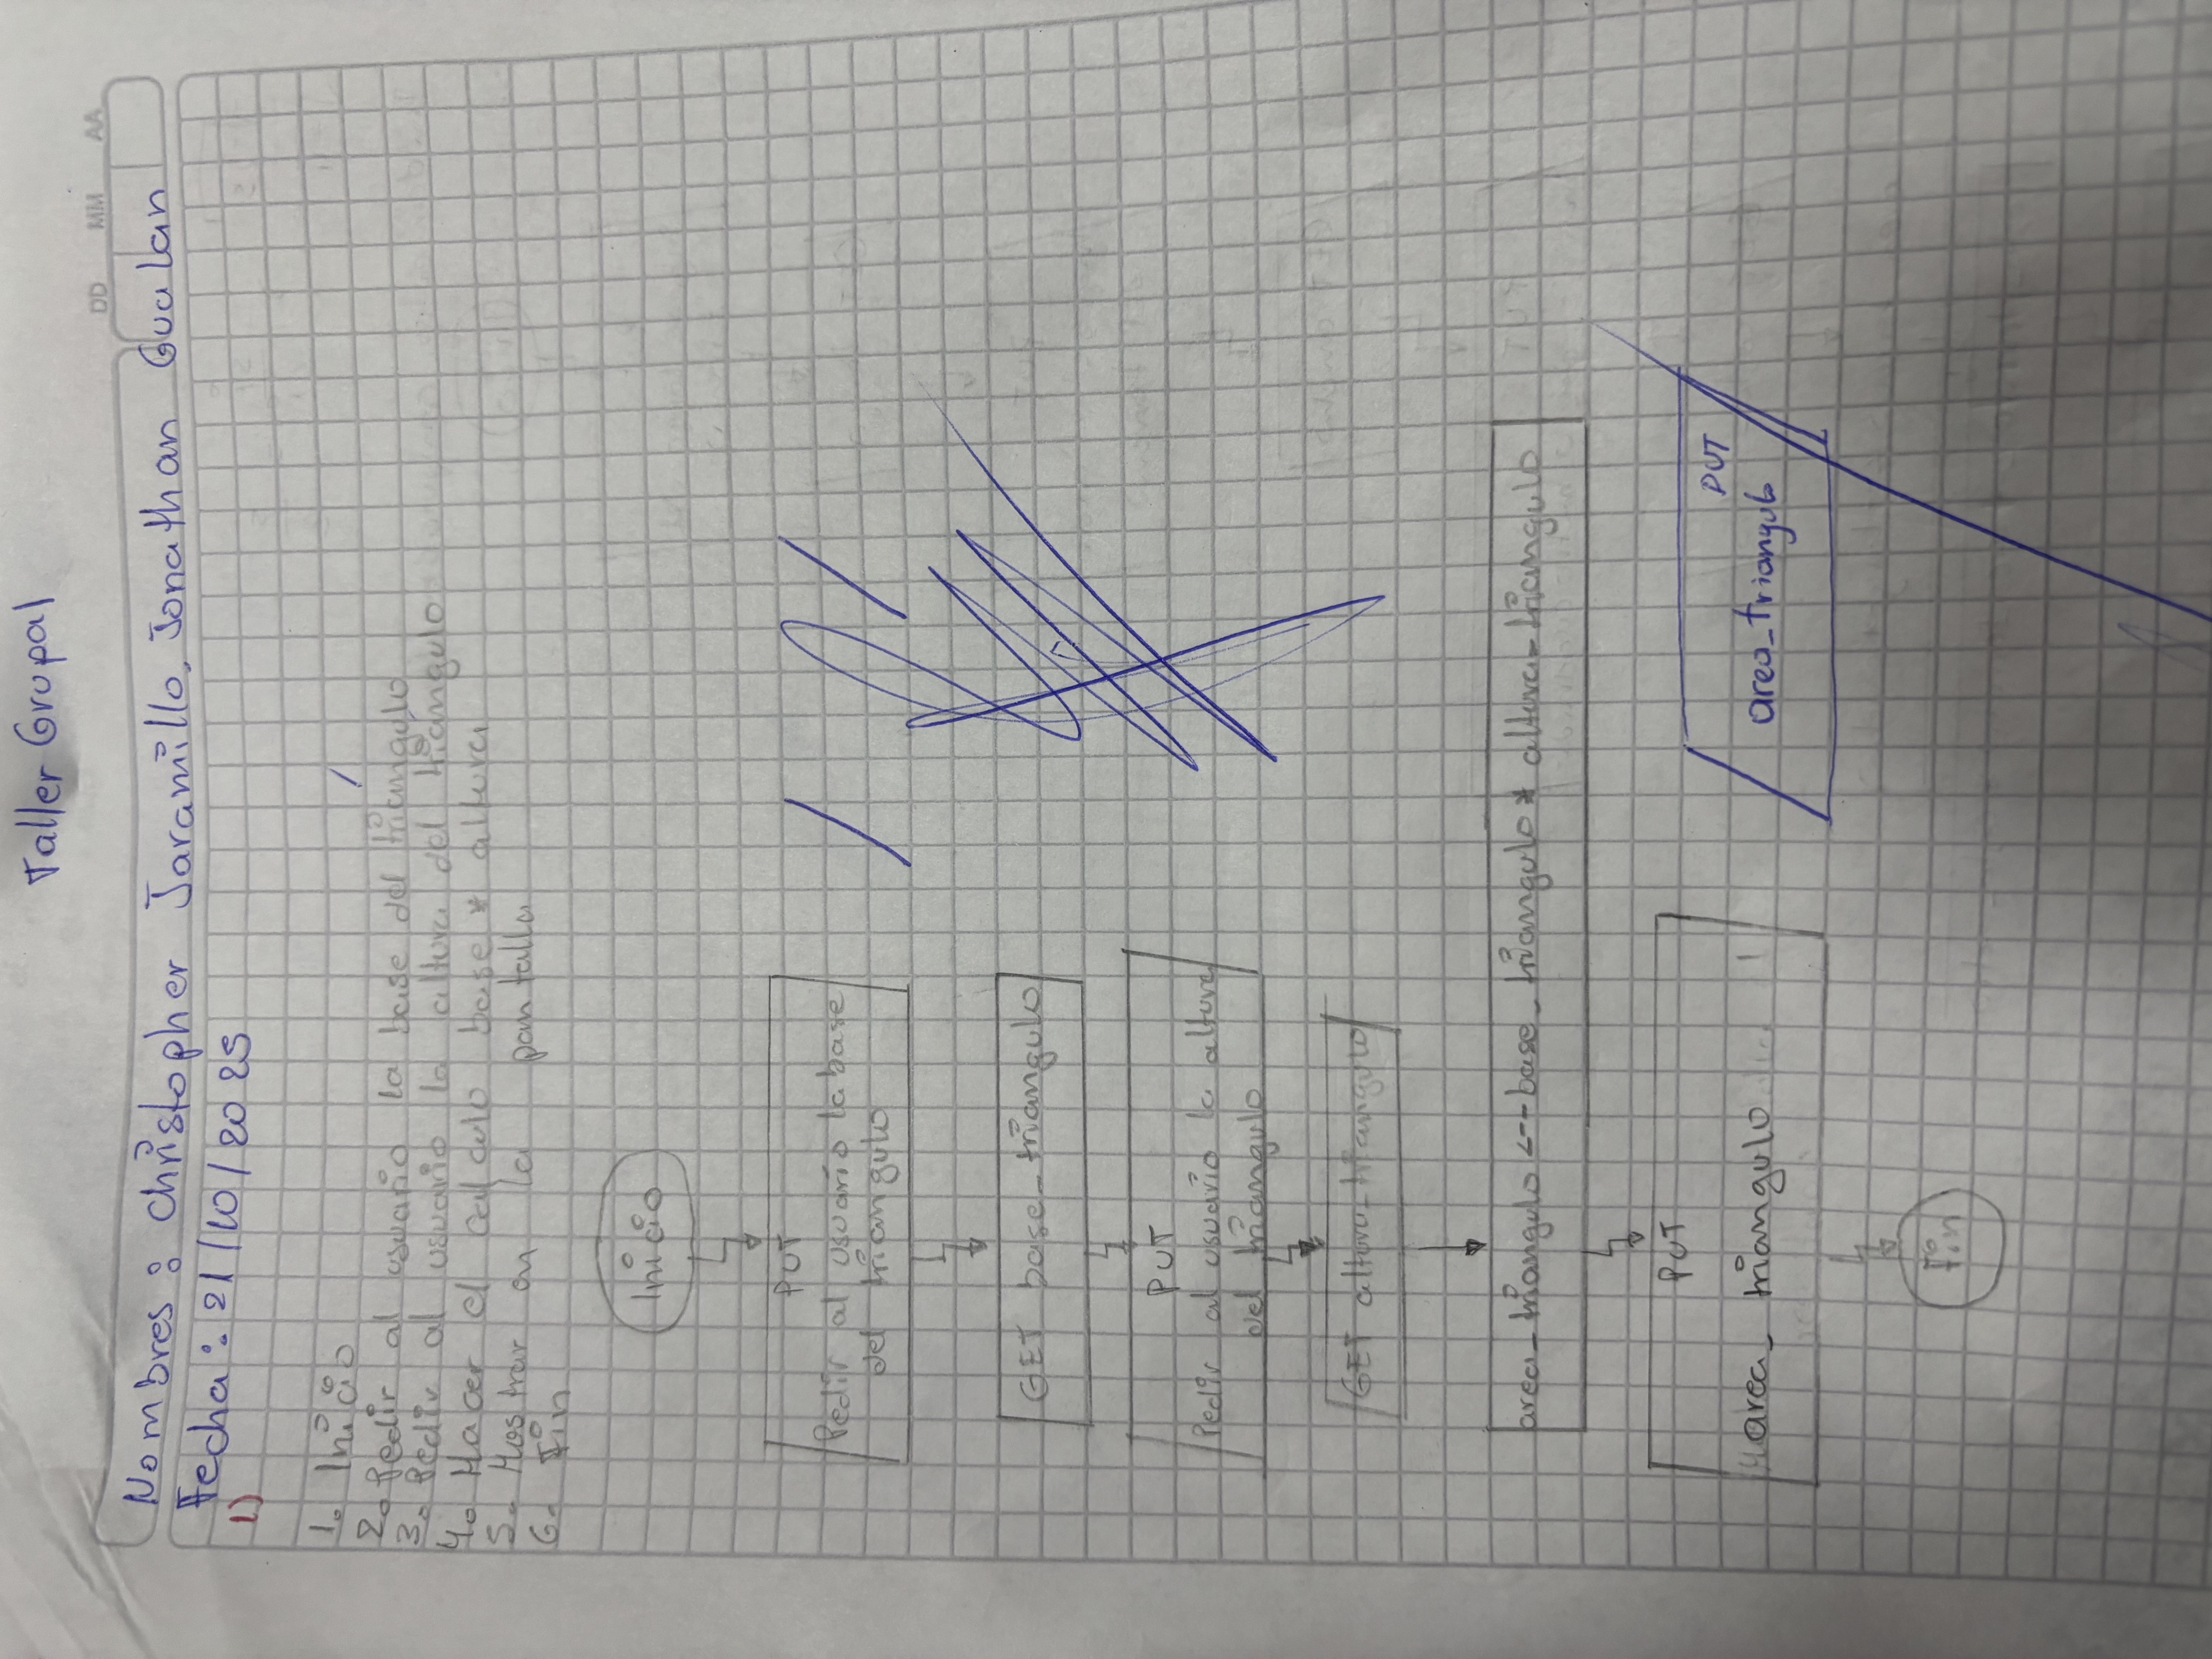 Taller Grupal
DD MM AA
Nombres: Christopher Jaramillo, Jonathan Gualan
Fecha: 21/10/2025
1)
1. Inicio
2. Pedir al usuario la base del triangulo
3. Pedir al usuario la altura del triangulo
4. Hacer el calculo base * altura
5. Mostrar en la pantalla
6. Fin
Inicio
PUT
Pedir al usuario la base
del triangulo
GET base_triangulo
PUT
Pedir al usuario la altura
del triangulo
GET altura_triangulo
area_triangulo <-- base_triangulo * altura_triangulo
PUT
area_triangulo
PUT
area_triangulo
Fin